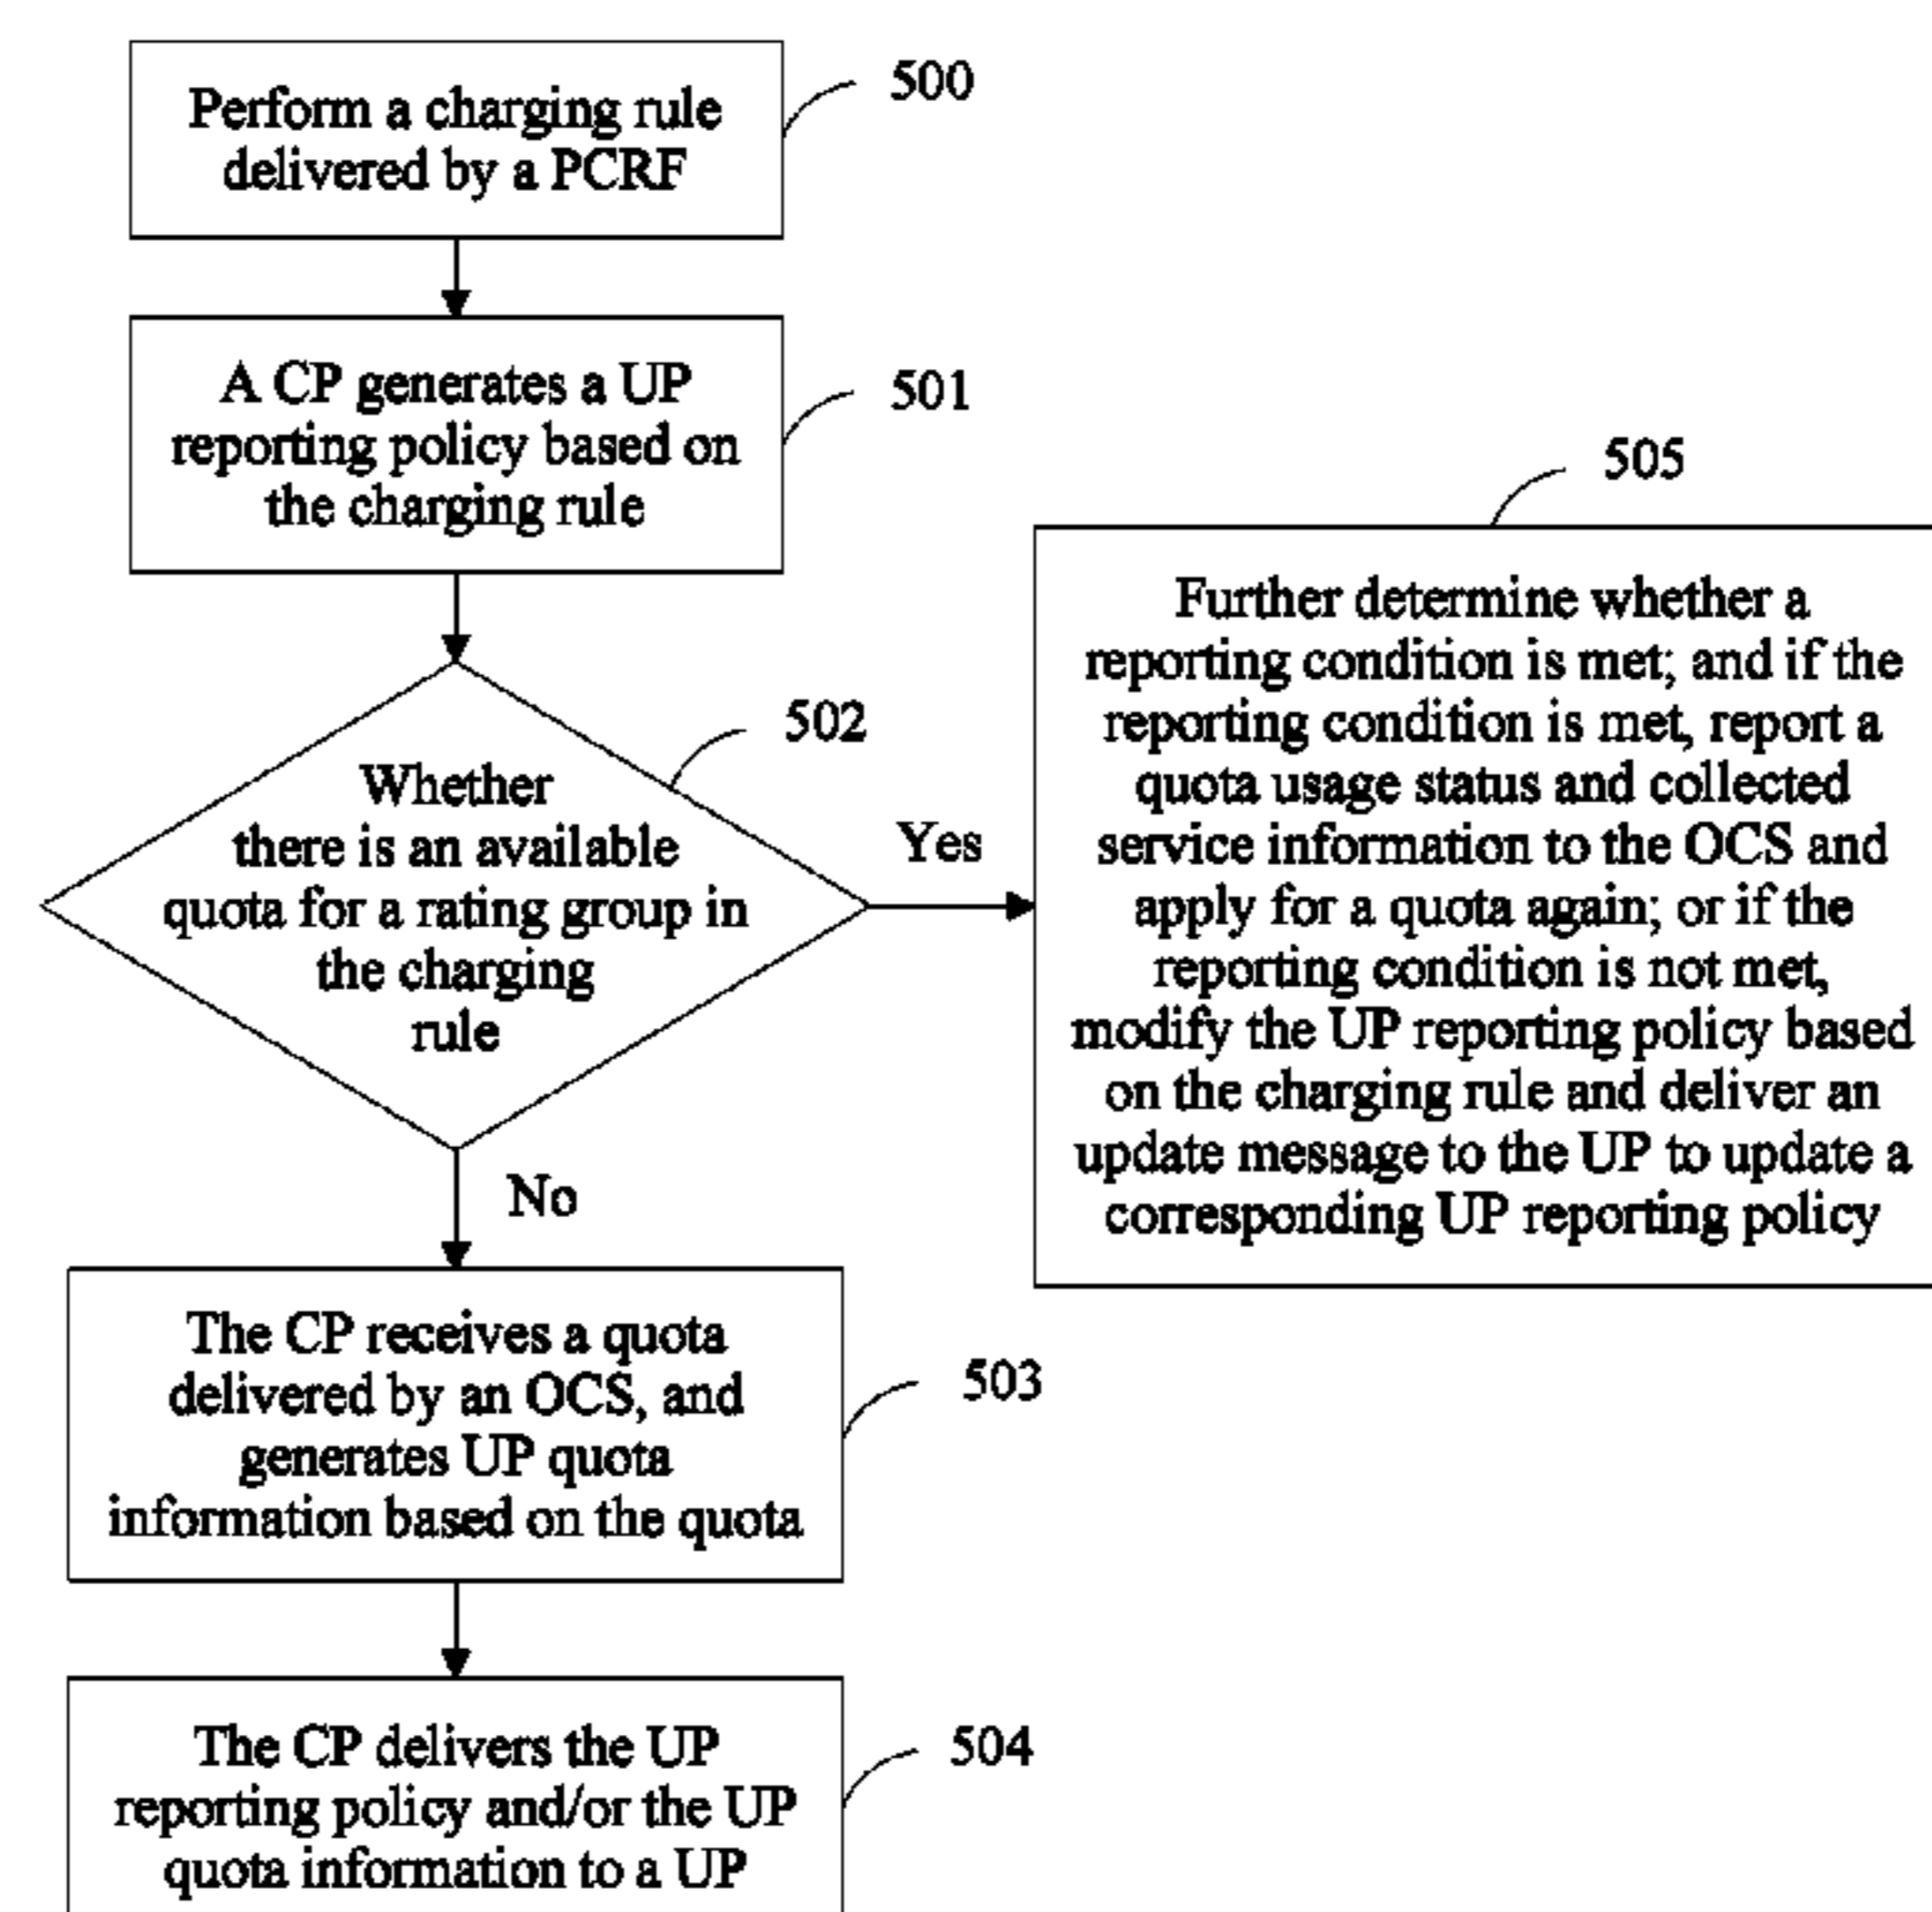 Perform a charging rule
delivered by a PCRF
500
A CP generates a UP
reporting policy based on
the charging rule
501
Whether
there is an available
quota for a rating group in
the charging
rule
502
Yes
No
505
Further determine whether a
reporting condition is met; and if the
reporting condition is met, report a
quota usage status and collected
service information to the OCS and
apply for a quota again; or if the
reporting condition is not met,
modify the UP reporting policy based
on the charging rule and deliver an
update message to the UP to update a
corresponding UP reporting policy
The CP receives a quota
delivered by an OCS, and
generates UP quota
information based on the quota
503
The CP delivers the UP
reporting policy and/or the UP
quota information to a UP
504